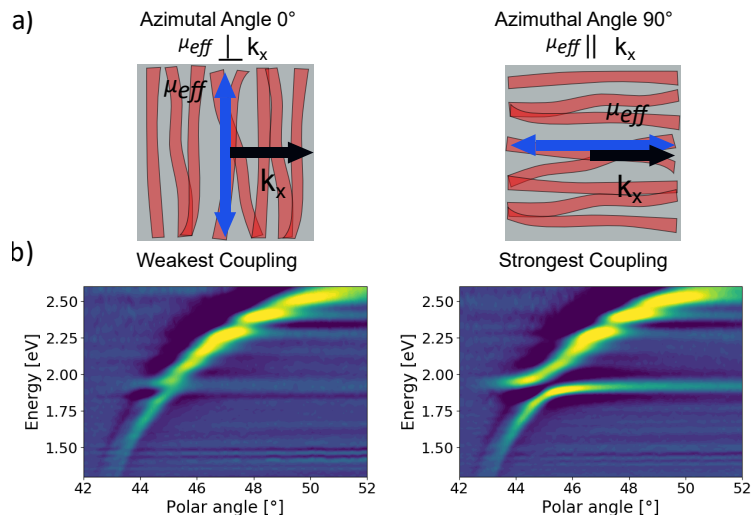 a)
Azimutal Angle 0°
μeff ⊥ kx
μeff
kx
Azimuthal Angle 90°
μeff || kx
μeff
kx
b)
Weakest Coupling
Energy [eV]
2.50
2.25
2.00
1.75
1.50
42 44 46 48 50 52
Polar angle [°]
Strongest Coupling
Energy [eV]
2.50
2.25
2.00
1.75
1.50
42 44 46 48 50 52
Polar angle [°]